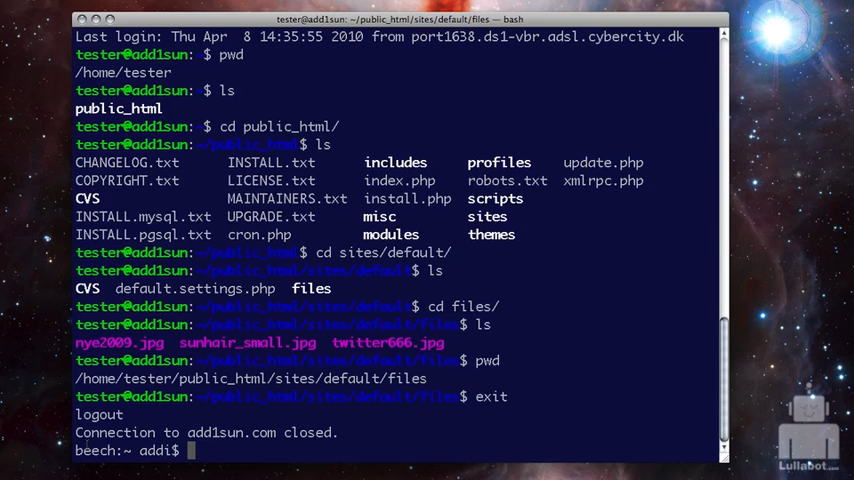 tester@add1sun: ~/public_html/sites/default/files — bash
Last login: Thu Apr  8 14:35:55 2010 from port1638.ds1-vbr.adsl.cybercity.dk
tester@add1sun:~$ pwd
/home/tester
tester@add1sun:~$ ls
public_html
tester@add1sun:~$ cd public_html/
tester@add1sun:~/public_html$ ls
CHANGELOG.txt INSTALL.txt includes profiles update.php
COPYRIGHT.txt LICENSE.txt index.php robots.txt xmlrpc.php
CVS MAINTAINERS.txt install.php scripts
INSTALL.mysql.txt UPGRADE.txt misc sites
INSTALL.pgsql.txt cron.php modules themes
tester@add1sun:~/public_html$ cd sites/default/
tester@add1sun:~/public_html/sites/default$ ls
CVS default.settings.php files
tester@add1sun:~/public_html/sites/default$ cd files/
tester@add1sun:~/public_html/sites/default/files$ ls
nye2009.jpg sunhair_small.jpg twitter666.jpg
tester@add1sun:~/public_html/sites/default/files$ pwd
/home/tester/public_html/sites/default/files
tester@add1sun:~/public_html/sites/default/files$ exit
logout
Connection to add1sun.com closed.
beech:~ addi$
Lullabot.com